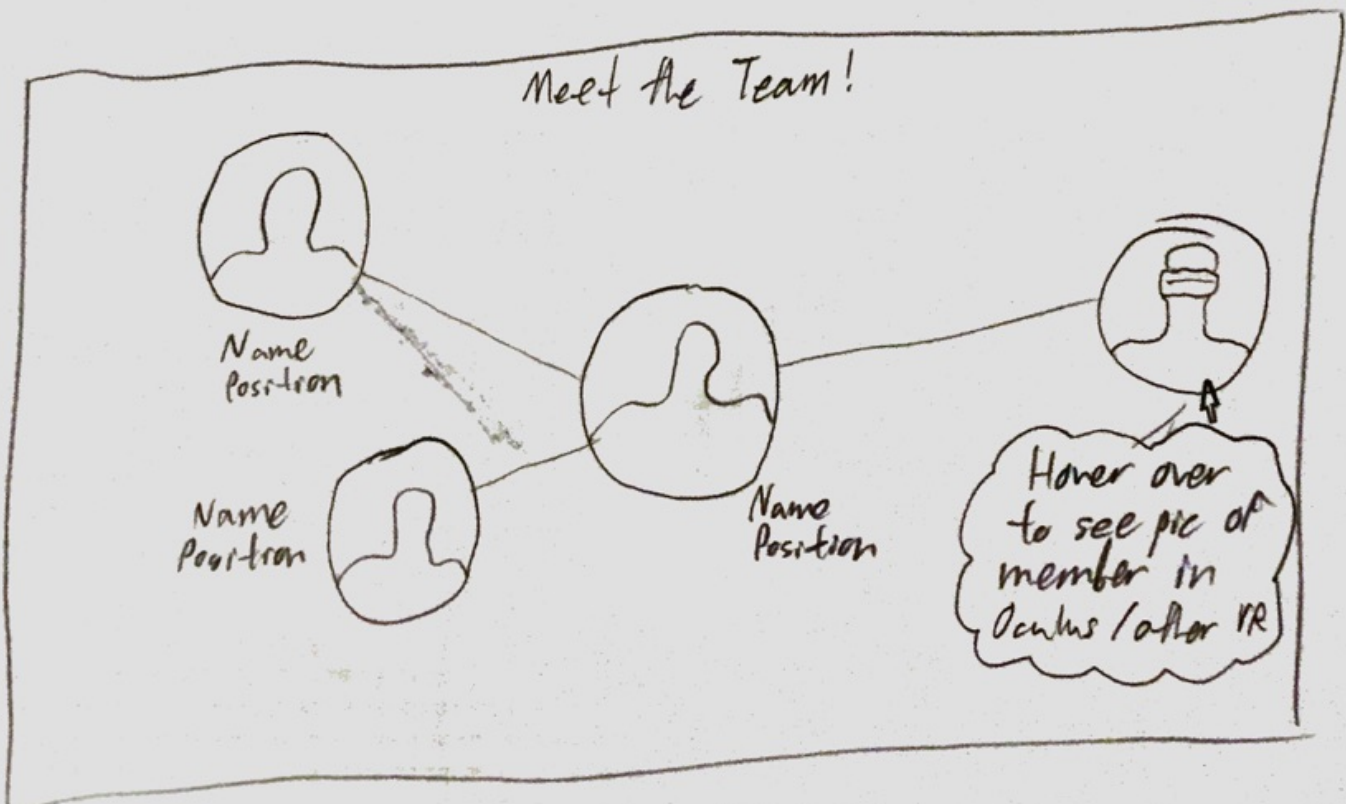 Meet the Team!
Name
Position
Name
Position
Name
Position
Hover over
to see pic of
member in
Oculus / other VR